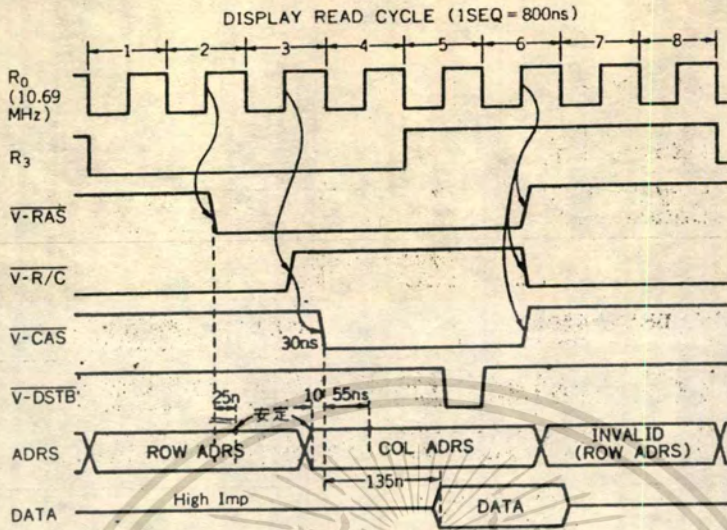 DISPLAY READ CYCLE (1SEQ=800ns)
1 2 3 4 5 6 7 8
R0
(10.69
MHz)
R3
V-RAS
V-R/C
V-CAS
30ns
V-DSTB
25n 安定 10 55ns
ADRS ROW ADRS COL ADRS INVALID
(ROW ADRS)
135n
DATA High Imp DATA